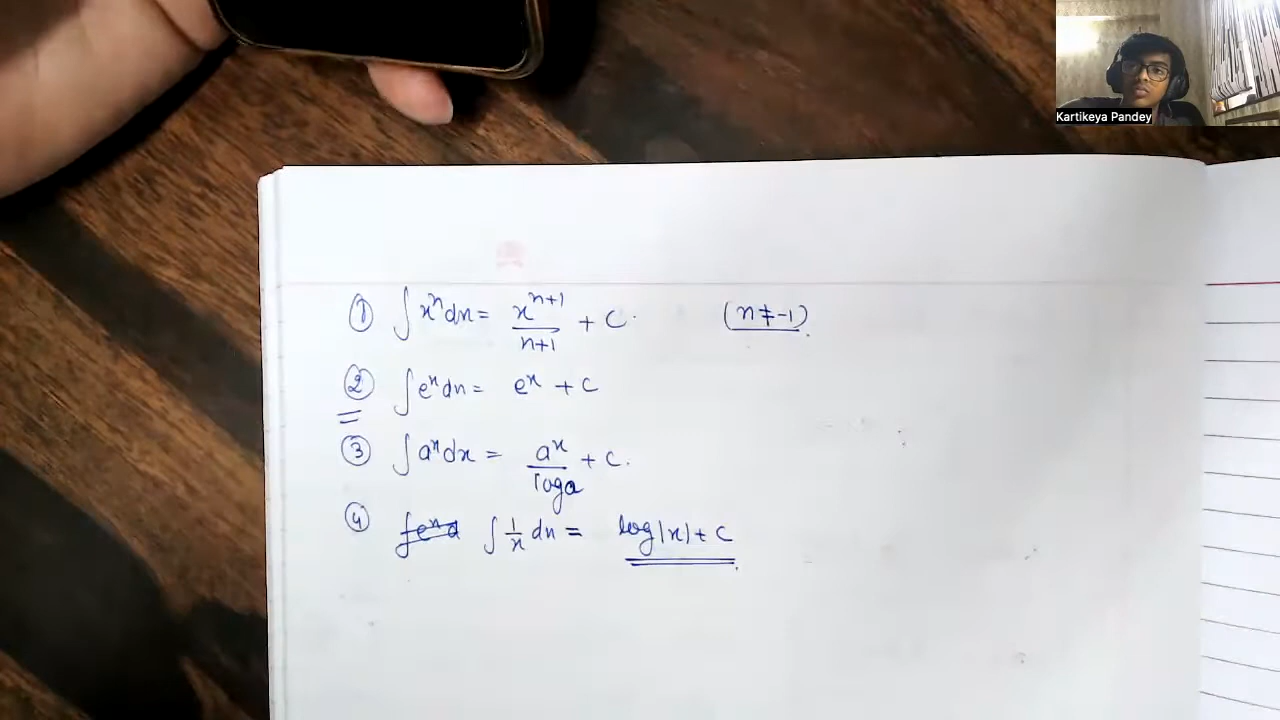 Kartikeya Pandey
① ∫xⁿdx = xⁿ⁺¹/n+1 + C. (n≠-1)
② ∫eˣdx = eˣ + C
③ ∫aˣdx = aˣ/loga + C.
④ ∫1/x dx = log|x| + C